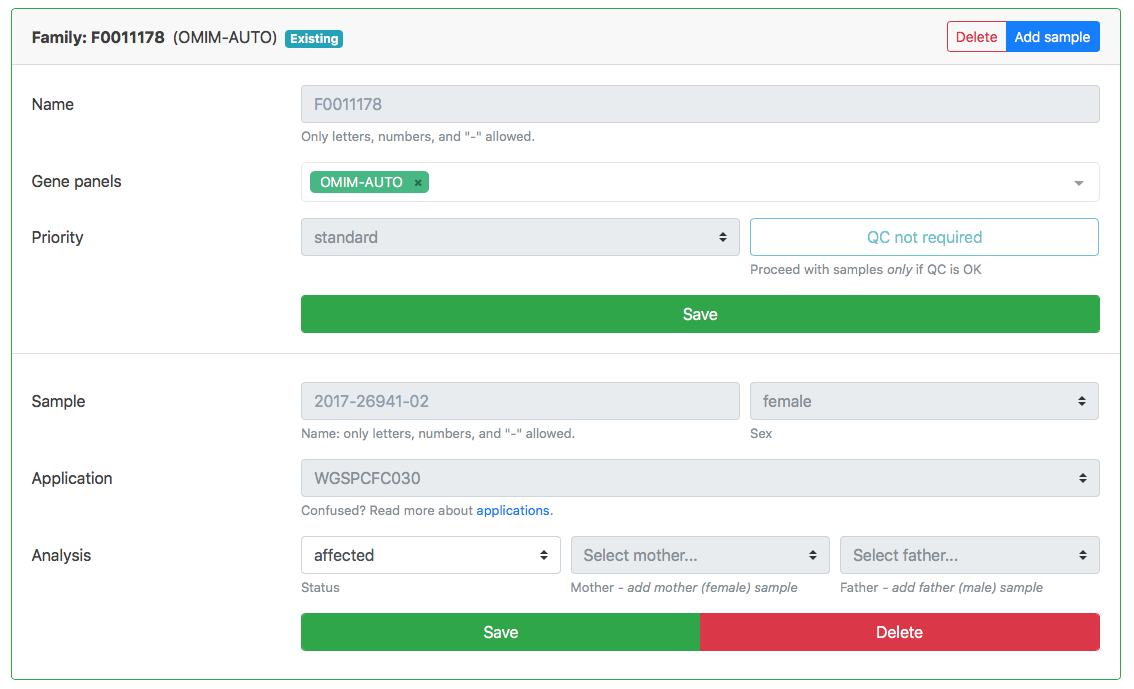 Family: F0011178 (OMIM-AUTO) Existing Delete Add sample
Name F0011178
Only letters, numbers, and "-" allowed.
Gene panels OMIM-AUTO ×
Priority standard QC not required
Proceed with samples only if QC is OK
Save
Sample 2017-26941-02 female
Name: only letters, numbers, and "-" allowed. Sex
Application WGSPCFC030
Confused? Read more about applications.
Analysis affected Select mother... Select father...
Status Mother - add mother (female) sample Father - add father (male) sample
Save Delete